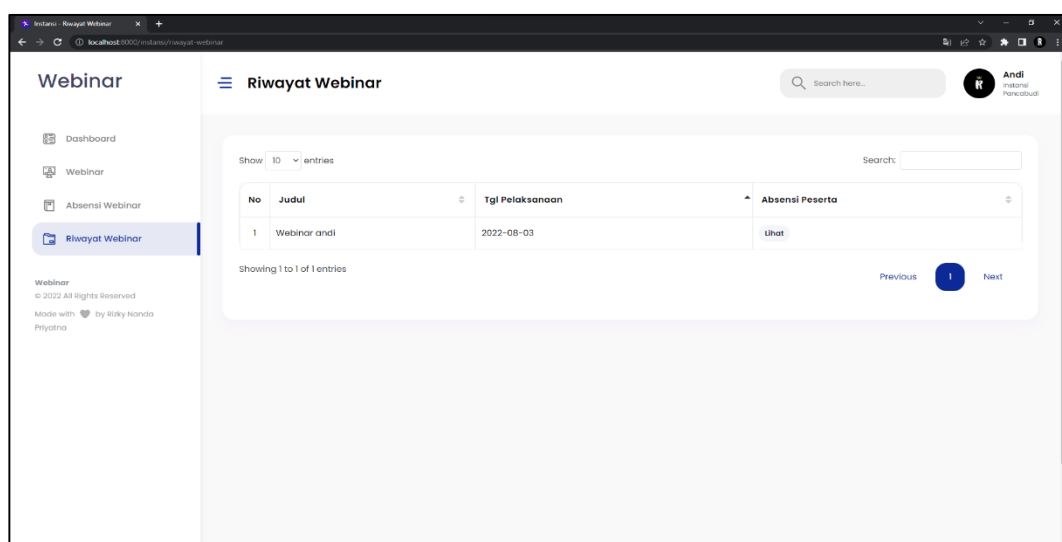 Instansi - Riwayat Webinar
localhost:8000/instansi/riwayat-webinar
Webinar
Riwayat Webinar
Search here...
Andi
Instansi
Pancabudi
Dashboard
Webinar
Absensi Webinar
Riwayat Webinar
Webinar
© 2022 All Rights Reserved
Made with by Rizky Nanda
Priyatna
Show 10 entries
Search:
No Judul Tgl Pelaksanaan Absensi Peserta
1 Webinar andi 2022-08-03 Lihat
Showing 1 to 1 of 1 entries
Previous 1 Next